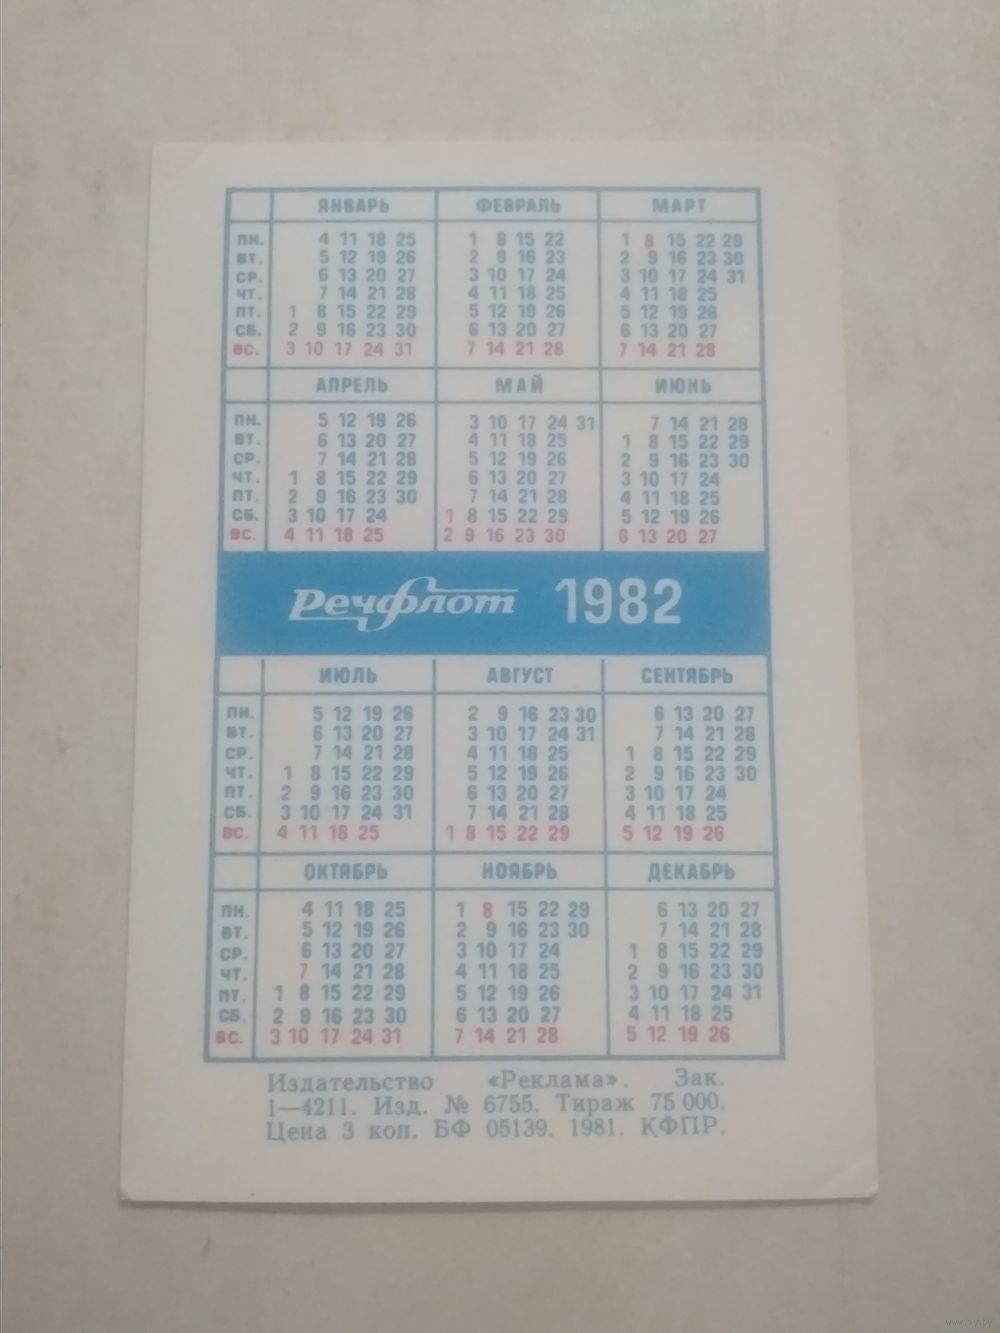 ЯНВАРЬ ФЕВРАЛЬ МАРТ
ПН. 4 11 18 25 1 8 15 22 1 8 15 22 29
ВТ. 5 12 19 26 2 9 16 23 2 9 16 23 30
СР. 6 13 20 27 3 10 17 24 3 10 17 24 31
ЧТ. 7 14 21 28 4 11 18 25 4 11 18 25
ПТ. 1 8 15 22 29 5 12 19 26 5 12 19 26
СБ. 2 9 16 23 30 6 13 20 27 6 13 20 27
ВС. 3 10 17 24 31 7 14 21 28 7 14 21 28
АПРЕЛЬ МАЙ ИЮНЬ
ПН. 5 12 19 26 3 10 17 24 31 7 14 21 28
ВТ. 6 13 20 27 4 11 18 25 1 8 15 22 29
СР. 7 14 21 28 5 12 19 26 2 9 16 23 30
ЧТ. 1 8 15 22 29 6 13 20 27 3 10 17 24
ПТ. 2 9 16 23 30 7 14 21 28 4 11 18 25
СБ. 3 10 17 24 1 8 15 22 29 5 12 19 26
ВС. 4 11 18 25 2 9 16 23 30 6 13 20 27
Речфлот 1982
ИЮЛЬ АВГУСТ СЕНТЯБРЬ
ПН. 5 12 19 26 2 9 16 23 30 6 13 20 27
ВТ. 6 13 20 27 3 10 17 24 31 7 14 21 28
СР. 7 14 21 28 4 11 18 25 1 8 15 22 29
ЧТ. 1 8 15 22 29 5 12 19 26 2 9 16 23 30
ПТ. 2 9 16 23 30 6 13 20 27 3 10 17 24
СБ. 3 10 17 24 31 7 14 21 28 4 11 18 25
ВС. 4 11 18 25 1 8 15 22 29 5 12 19 26
ОКТЯБРЬ НОЯБРЬ ДЕКАБРЬ
ПН. 4 11 18 25 1 8 15 22 29 6 13 20 27
ВТ. 5 12 19 26 2 9 16 23 30 7 14 21 28
СР. 6 13 20 27 3 10 17 24 1 8 15 22 29
ЧТ. 7 14 21 28 4 11 18 25 2 9 16 23 30
ПТ. 1 8 15 22 29 5 12 19 26 3 10 17 24 31
СБ. 2 9 16 23 30 6 13 20 27 4 11 18 25
ВС. 3 10 17 24 31 7 14 21 28 5 12 19 26
Издательство «Реклама». Зак.
1—4211. Изд. № 6755. Тираж 75 000.
Цена 3 коп. БФ 05139. 1981. КФПР.